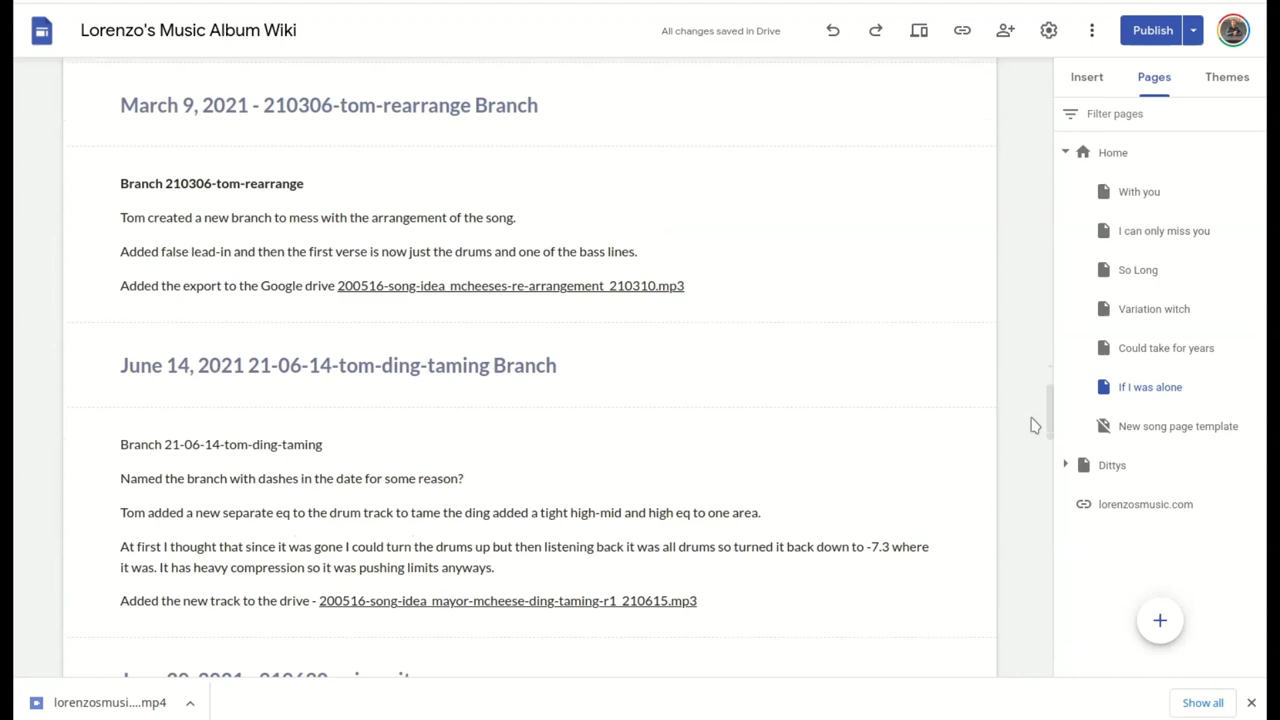 Lorenzo's Music Album Wiki
All changes saved in Drive
Publish
Insert
Pages
Themes
Filter pages
Home
With you
I can only miss you
So Long
Variation witch
Could take for years
If I was alone
New song page template
Dittys
lorenzosmusic.com
March 9, 2021 - 210306-tom-rearrange Branch
Branch 210306-tom-rearrange
Tom created a new branch to mess with the arrangement of the song.
Added false lead-in and then the first verse is now just the drums and one of the bass lines.
Added the export to the Google drive 200516-song-idea_mcheeses-re-arrangement_210310.mp3
June 14, 2021 21-06-14-tom-ding-taming Branch
Branch 21-06-14-tom-ding-taming
Named the branch with dashes in the date for some reason?
Tom added a new separate eq to the drum track to tame the ding added a tight high-mid and high eq to one area.
At first I thought that since it was gone I could turn the drums up but then listening back it was all drums so turned it back down to -7.3 where
it was. It has heavy compression so it was pushing limits anyways.
Added the new track to the drive - 200516-song-idea_mayor-mcheese-ding-taming-r1_210615.mp3
lorenzosmusi....mp4
Show all